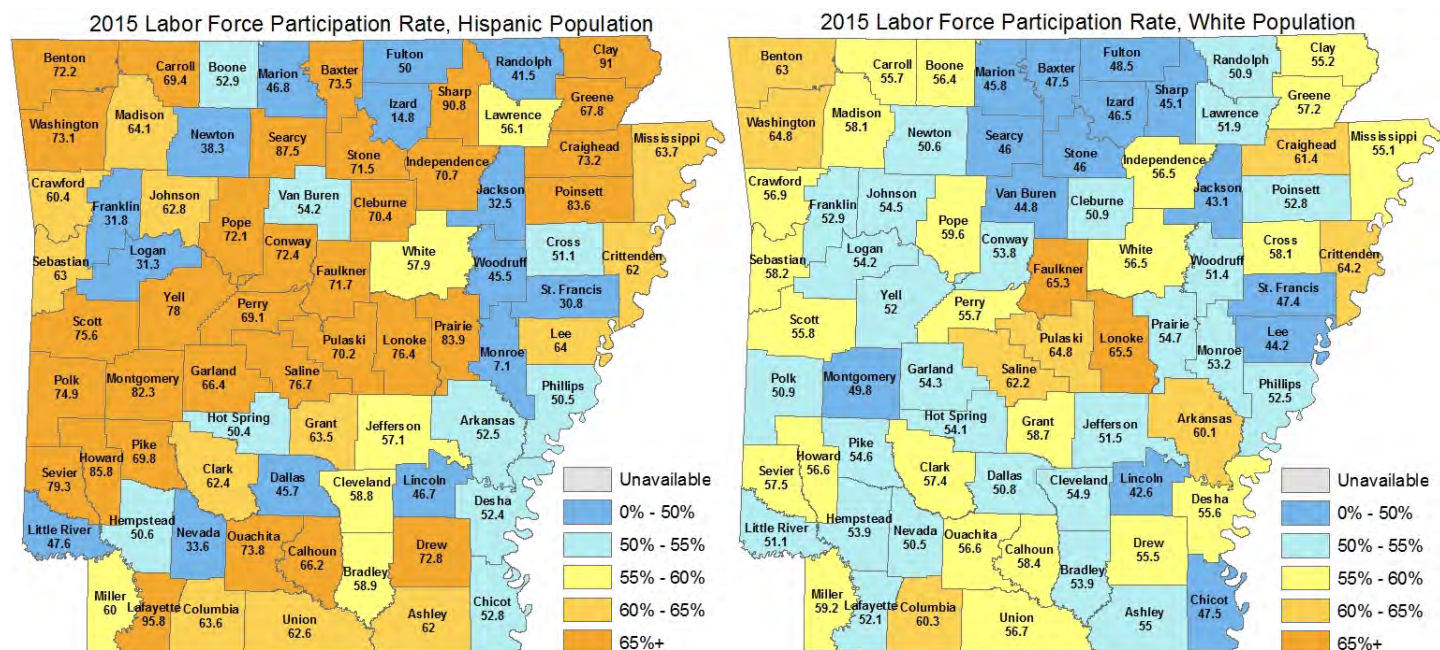 2015 Labor Force Participation Rate, Hispanic Population
Benton
72.2
Carroll
69.4
Boone
52.9
Marion
46.8
Baxter
73.5
Fulton
50
Randolph
41.5
Clay
91
Izard
14.8
Sharp
90.8
Greene
67.8
Washington
73.1
Madison
64.1
Newton
38.3
Searcy
87.5
Stone
71.5
Lawrence
56.1
Independence
70.7
Craighead
73.2
Mississippi
63.7
Crawford
60.4
Franklin
31.8
Johnson
62.8
Pope
72.1
Van Buren
54.2
Cleburne
70.4
Jackson
32.5
Poinsett
83.6
Sebastian
63
Logan
31.3
Conway
72.4
Faulkner
71.7
White
57.9
Woodruff
45.5
Cross
51.1
Crittenden
62
St. Francis
30.8
Scott
75.6
Yell
78
Perry
69.1
Pulaski
70.2
Lonoke
76.4
Prairie
83.9
Monroe
7.1
Lee
64
Polk
74.9
Montgomery
82.3
Garland
66.4
Saline
76.7
Phillips
50.5
Hot Spring
50.4
Grant
63.5
Jefferson
57.1
Arkansas
52.5
Sevier
79.3
Howard
85.8
Pike
69.8
Clark
62.4
Dallas
45.7
Cleveland
58.8
Lincoln
46.7
Desha
52.4
Little River
47.6
Hempstead
50.6
Nevada
33.6
Ouachita
73.8
Calhoun
66.2
Bradley
58.9
Drew
72.8
Miller
60
Lafayette
95.8
Columbia
63.6
Union
62.6
Ashley
62
Chicot
52.8
Unavailable
0% - 50%
50% - 55%
55% - 60%
60% - 65%
65%+
2015 Labor Force Participation Rate, White Population
Benton
63
Carroll
55.7
Boone
56.4
Marion
45.8
Baxter
47.5
Fulton
48.5
Randolph
50.9
Clay
55.2
Izard
46.5
Sharp
45.1
Greene
57.2
Washington
64.8
Madison
58.1
Newton
50.6
Searcy
46
Stone
46
Lawrence
51.9
Independence
56.5
Craighead
61.4
Mississippi
55.1
Crawford
56.9
Franklin
52.9
Johnson
54.5
Pope
59.6
Van Buren
44.8
Cleburne
50.9
Jackson
43.1
Poinsett
52.8
Sebastian
58.2
Logan
54.2
Conway
53.8
Faulkner
65.3
White
56.5
Woodruff
51.4
Cross
58.1
Crittenden
64.2
St. Francis
47.4
Scott
55.8
Yell
52
Perry
55.7
Pulaski
64.8
Lonoke
65.5
Prairie
54.7
Monroe
53.2
Lee
44.2
Polk
50.9
Montgomery
49.8
Garland
54.3
Saline
62.2
Phillips
52.5
Hot Spring
54.1
Grant
58.7
Jefferson
51.5
Arkansas
60.1
Sevier
57.5
Howard
56.6
Pike
54.6
Clark
57.4
Dallas
50.8
Cleveland
54.9
Lincoln
42.6
Desha
55.6
Little River
51.1
Hempstead
53.9
Nevada
50.5
Ouachita
56.6
Calhoun
58.4
Bradley
53.9
Drew
55.5
Miller
59.2
Lafayette
52.1
Columbia
60.3
Union
56.7
Ashley
55
Chicot
47.5
Unavailable
0% - 50%
50% - 55%
55% - 60%
60% - 65%
65%+